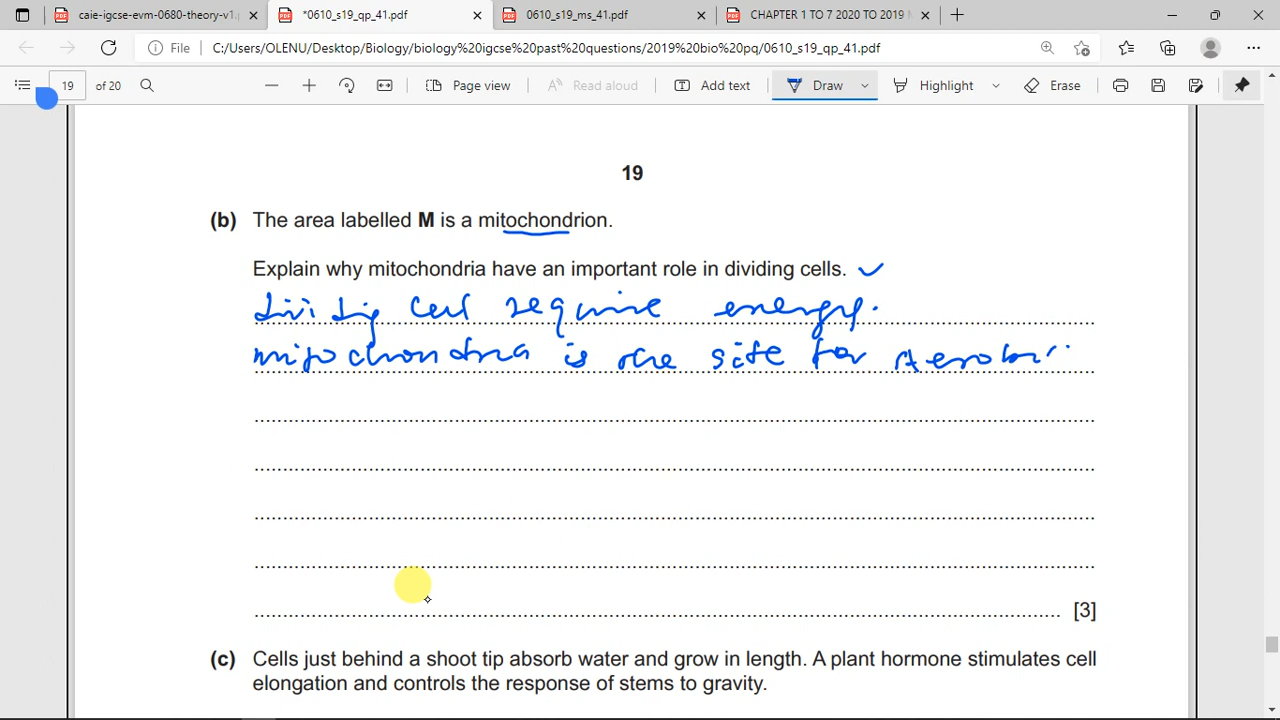 caie-igcse-evm-0680-theory-v1.p
*0610_s19_qp_41.pdf
0610_s19_ms_41.pdf
CHAPTER 1 TO 7 2020 TO 2019 M
File
C:/Users/OLENU/Desktop/Biology/biology%20igcse%20past%20questions/2019%20bio%20pq/0610_s19_qp_41.pdf
19 of 20
Page view
Read aloud
Add text
Draw
Highlight
Erase
19
(b) The area labelled M is a mitochondrion.
Explain why mitochondria have an important role in dividing cells.
dividing cell require energy.
mitochondria is the site for Aerobic
[3]
(c) Cells just behind a shoot tip absorb water and grow in length. A plant hormone stimulates cell
elongation and controls the response of stems to gravity.